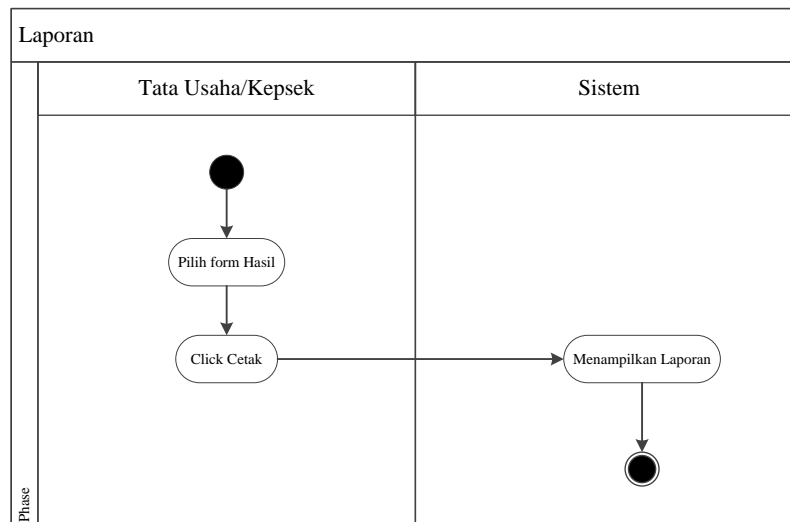 Laporan
Tata Usaha/Kepsek
Sistem
Pilih form Hasil
Click Cetak
Menampilkan Laporan
Phase